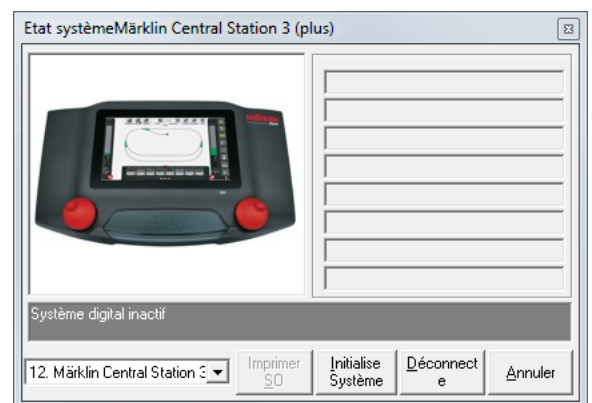 Etat systèmeMärklin Central Station 3 (plus)
märklin
Système digital inactif
12. Märklin Central Station 3
Imprimer
SO
Initialise
Système
Déconnect
e
Annuler